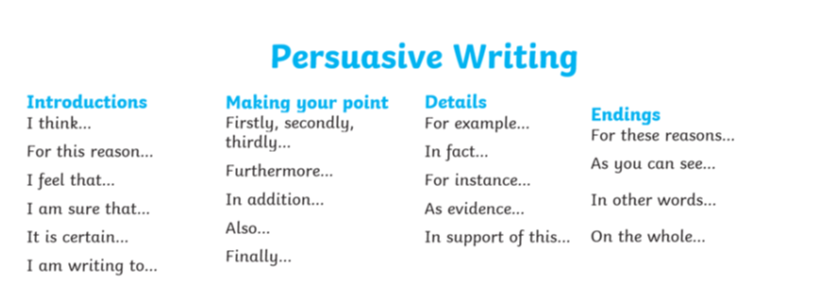 Persuasive Writing
Introductions
I think...
For this reason...
I feel that...
I am sure that...
It is certain...
I am writing to...
Making your point
Firstly, secondly,
thirdly...
Furthermore...
In addition...
Also...
Finally...
Details
For example...
In fact...
For instance...
As evidence...
In support of this...
Endings
For these reasons...
As you can see...
In other words...
On the whole...